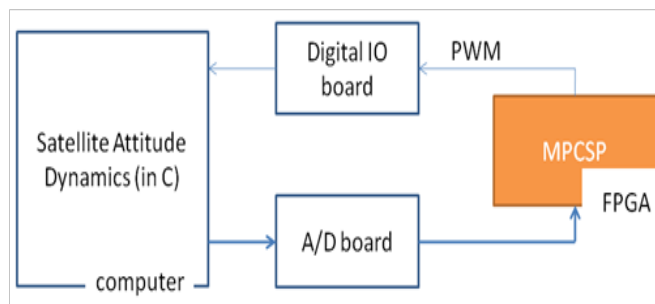 Digital IO
board
PWM
Satellite Attitude
Dynamics (in C)
MPCSP
FPGA
A/D board
computer